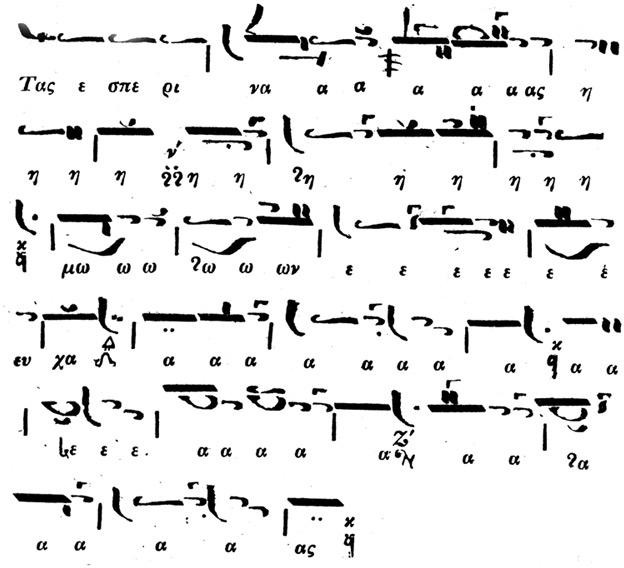 Τας ε σπε ρι να α α α α α ας η
η η η ν' η η η η η η η η
μω ω ω ω ω ων ε ε ε ε ε ε έ
ευ χα α α α α α α α α α
ε ε ε α α α α α Ζ' α α α
α α α α ας